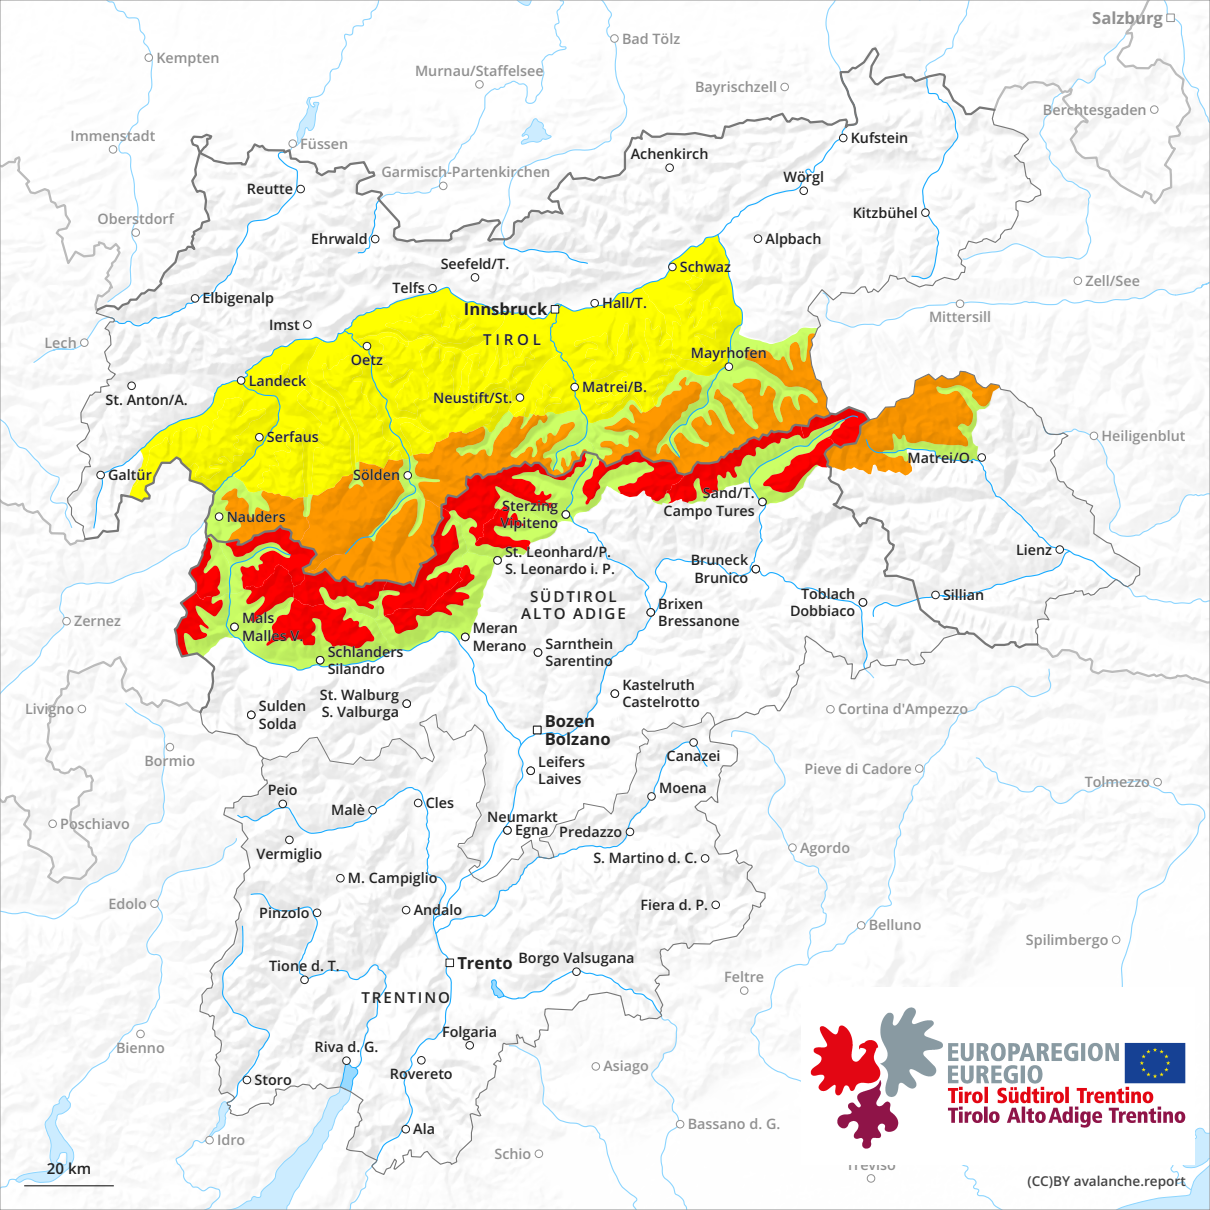 Salzburg
Bad Tölz
Kempten
Murnau/Staffelsee
Bayrischzell
Berchtesgaden
Immenstadt
Füssen
Kufstein
Achenkirch
Garmisch-Partenkirchen
Wörgl
Reutte
Kitzbühel
Oberstdorf
Ehrwald
Alpbach
Seefeld/T.
Schwaz
Zell/See
Telfs
Elbigenalp
Hall/T.
Innsbruck
Mittersill
Imst
TIROL
Lech
Mayrhofen
Oetz
Landeck
Matrei/B.
St. Anton/A.
Neustift/St.
Serfaus
Heiligenblut
Matrei/O.
Galtür
Sölden
Sand/T.
Campo Tures
Sterzing
Vipiteno
Nauders
Lienz
St. Leonhard/P.
S. Leonardo i. P.
Bruneck
Brunico
Toblach
Dobbiaco
Sillian
SÜDTIROL
ALTO ADIGE
Brixen
Bressanone
Zernez
Mals
Malles V.
Meran
Merano
Sarnthein
Sarentino
Schlanders
Silandro
Kastelruth
Castelrotto
St. Walburg
S. Valburga
Sulden
Solda
Livigno
Cortina d'Ampezzo
Bozen
Bolzano
Bormio
Canazei
Leifers
Laives
Pieve di Cadore
Tolmezzo
Peio
Moena
Malè
Cles
Neumarkt
Egna
Predazzo
Poschiavo
Vermiglio
Agordo
S. Martino d. C.
M. Campiglio
Edolo
Pinzolo
Andalo
Fiera d. P.
Belluno
Spilimbergo
Trento
Borgo Valsugana
Tione d. T.
Feltre
TRENTINO
Folgaria
Bienno
Riva d. G.
Rovereto
Asiago
Storo
EUROPAREGION
EUREGIO
Tirol Südtirol Trentino
Tirolo Alto Adige Trentino
Ala
Bassano d. G.
Idro
Schio
Treviso
20 km
(CC)BY avalanche.report